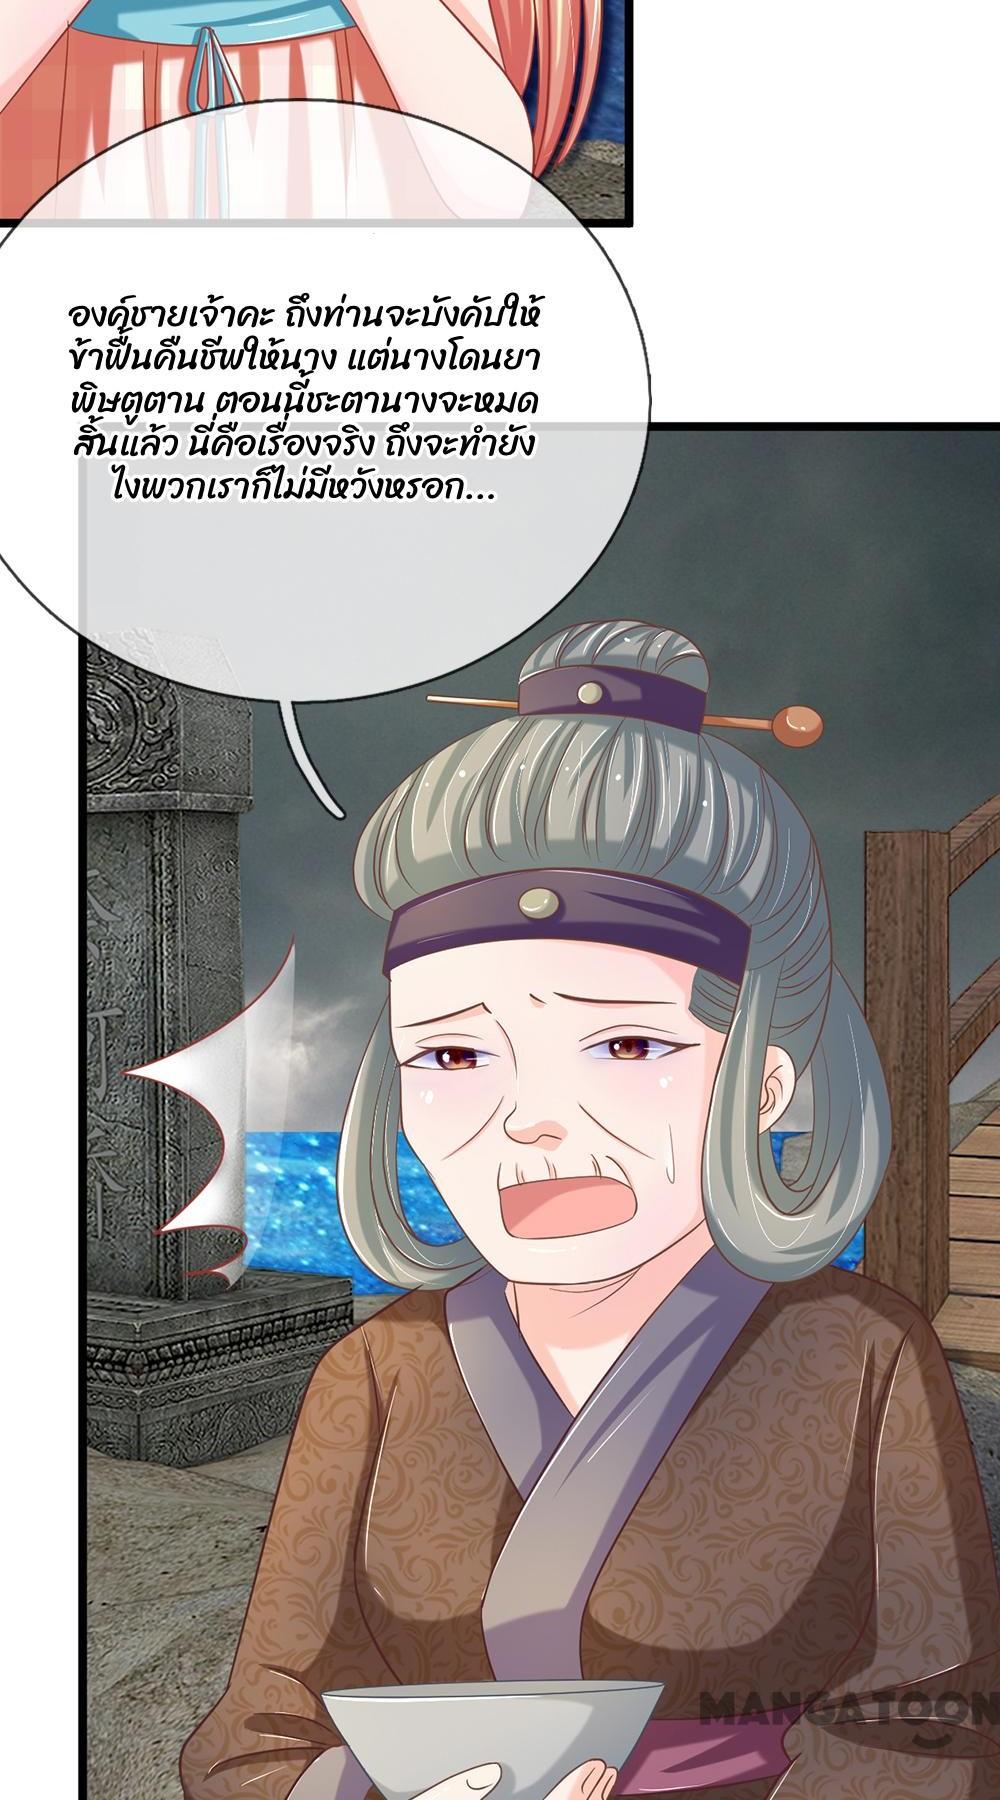 องค์ชายเจ้าคะ ถึงท่านจะบังคับให้
ข้าฟื้นคืนชีพให้นาง แต่นางโดนยา
พิษตูตาน ตอนนี้ชะตานางจะหมด
สิ้นแล้ว นี่คือเรื่องจริง ถึงจะทำยัง
ไงพวกเราก็ไม่มีหวังหรอก...
MANGATOON